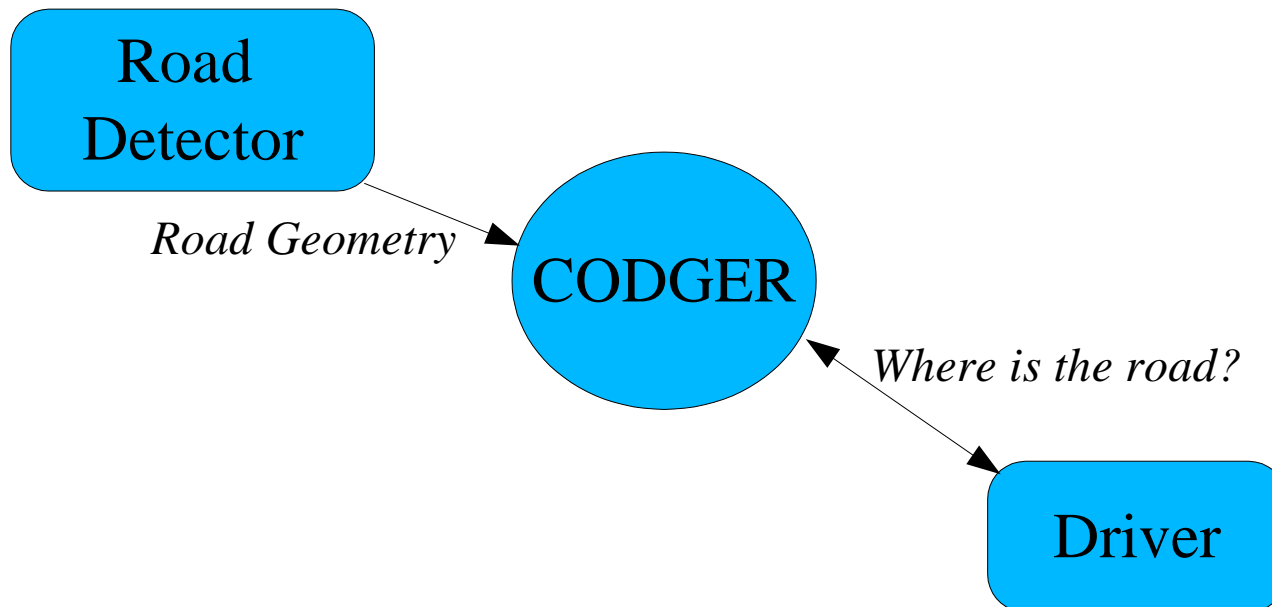 Road
Detector
Road Geometry
CODGER
Where is the road?
Driver